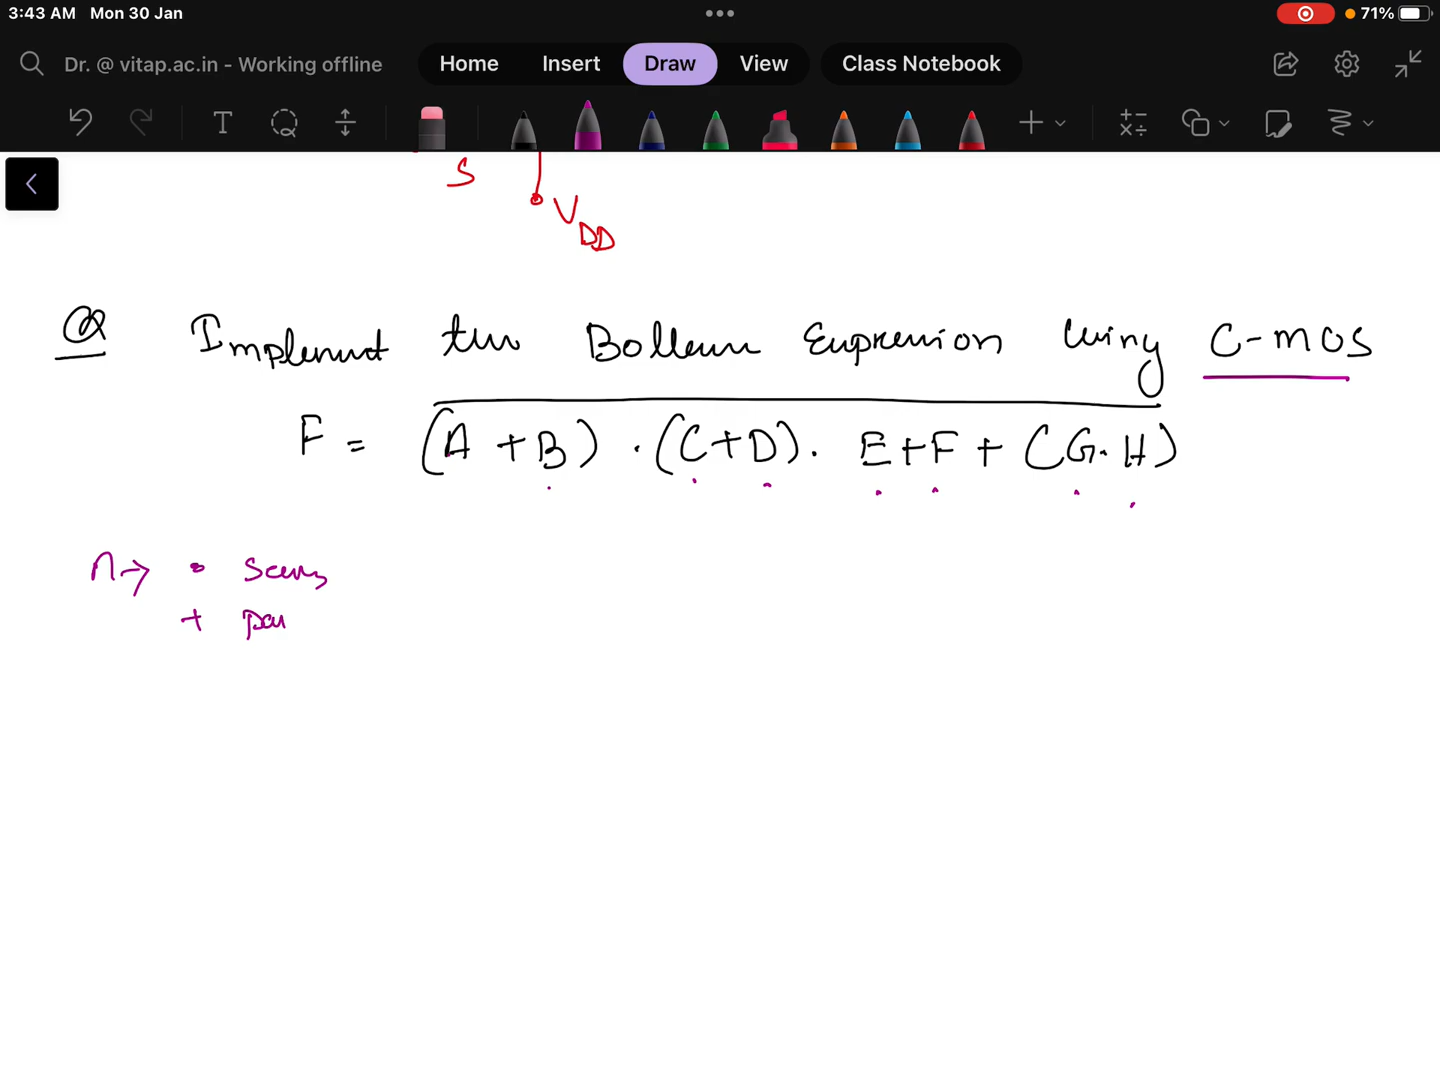 3:43 AM Mon 30 Jan
71%
Dr. @ vitap.ac.in - Working offline
Home Insert Draw View Class Notebook
S
VDD
Q Implement the Boolean Expression using C-MOS
F = \overline{(A + B) · (C + D) · E + F + (G · H)}
n → • Series
+ par